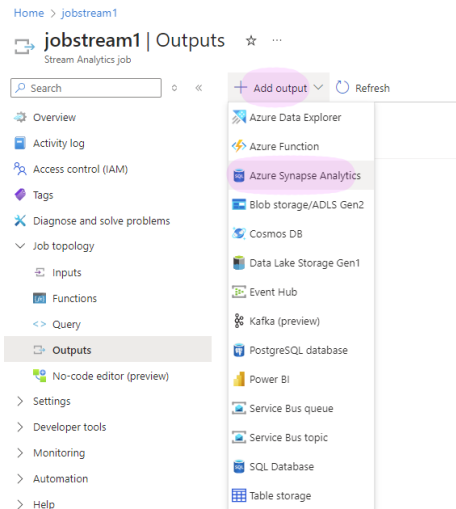 Home > jobstream1
jobstream1 | Outputs
Stream Analytics job
Search
Overview
Activity log
Access control (IAM)
Tags
Diagnose and solve problems
Job topology
Inputs
Functions
Query
Outputs
No-code editor (preview)
Settings
Developer tools
Monitoring
Automation
Help
Add output
Refresh
Azure Data Explorer
Azure Function
Azure Synapse Analytics
Blob storage/ADLS Gen2
Cosmos DB
Data Lake Storage Gen1
Event Hub
Kafka (preview)
PostgreSQL database
Power BI
Service Bus queue
Service Bus topic
SQL Database
Table storage